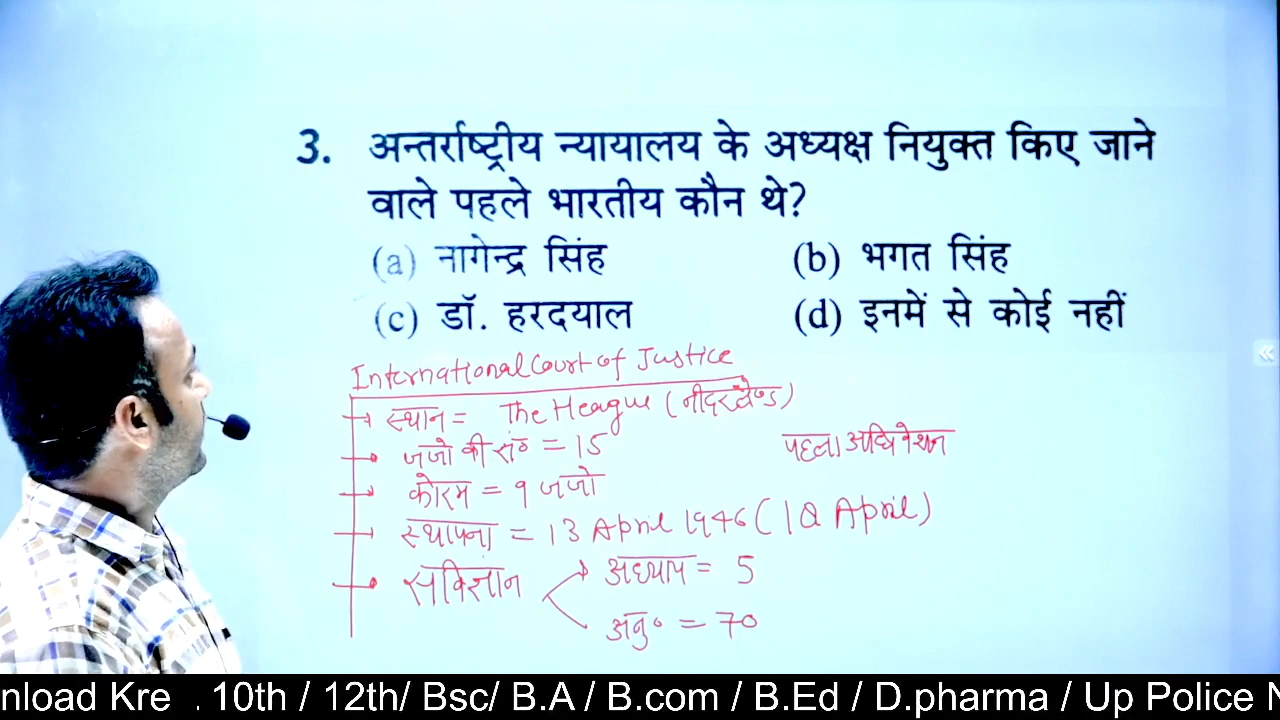 3. अन्तर्राष्ट्रीय न्यायालय के अध्यक्ष नियुक्त किए जाने
वाले पहले भारतीय कौन थे?
(a) नागेन्द्र सिंह (b) भगत सिंह
(c) डॉ. हरदयाल (d) इनमें से कोई नहीं
International Court of Justice
स्थान = The Heague (नीदरलैण्ड)
जजो की सं० = 15
पहला अधिवेशन
कोरम = 9 जजो
स्थापना = 13 April 1946 (18 April)
संविधान
अध्याय = 5
अनु० = 70
nload Kre . 10th / 12th/ Bsc/ B.A / B.com / B.Ed / D.pharma / Up Police N